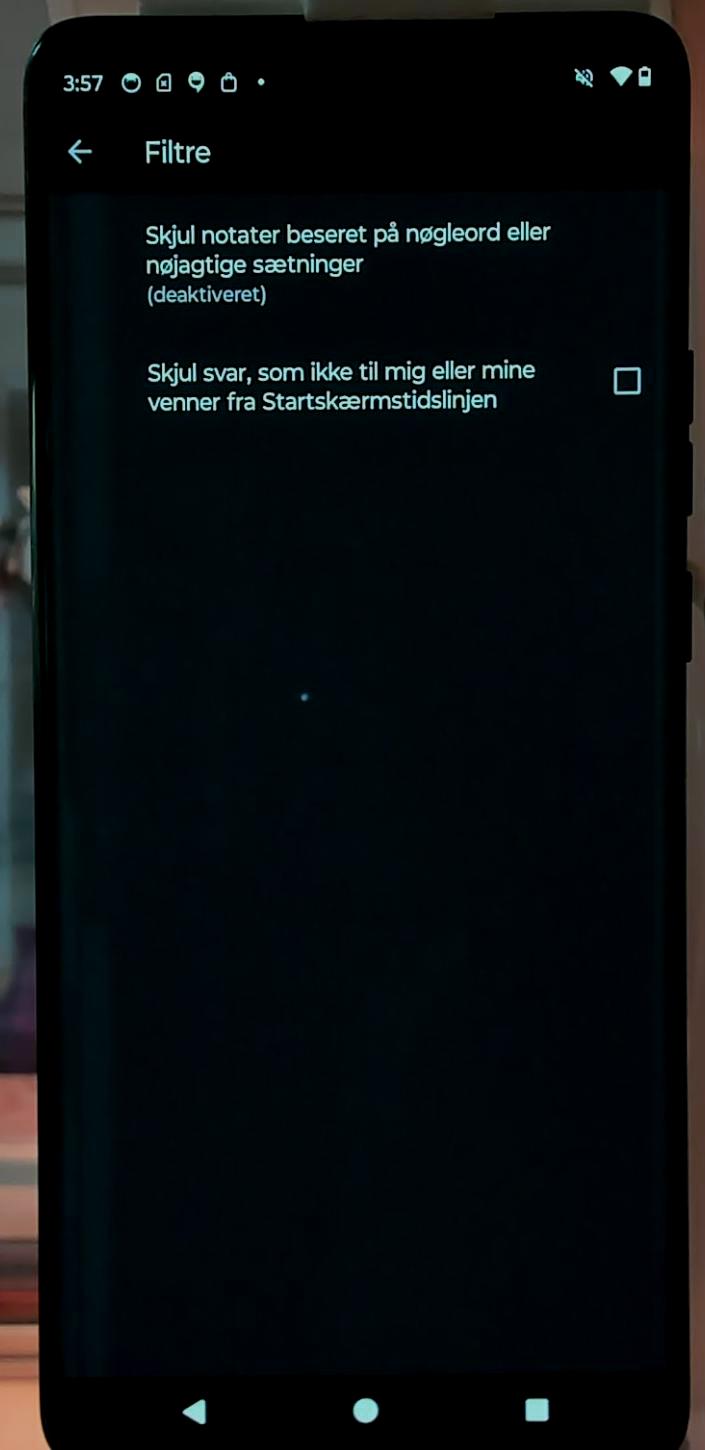 3:57
Filtre
Skjul notater beseret på nøgleord eller
nøjagtige sætninger
(deaktiveret)
Skjul svar, som ikke til mig eller mine
venner fra Startskærmstidslinjen